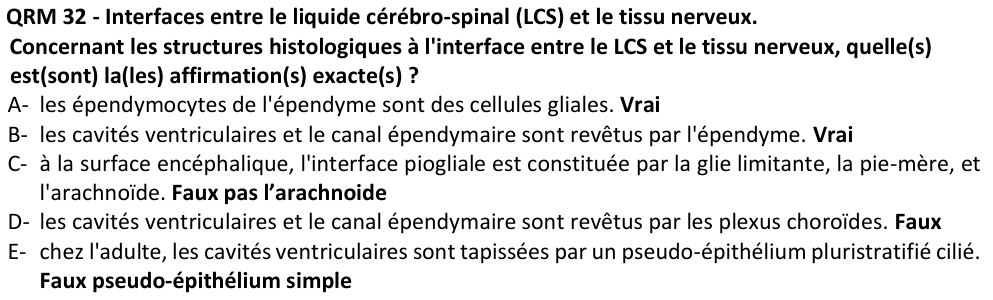 QRM 32 - Interfaces entre le liquide cérébro-spinal (LCS) et le tissu nerveux.
Concernant les structures histologiques à l'interface entre le LCS et le tissu nerveux, quelle(s)
est(sont) la(les) affirmation(s) exacte(s) ?
A- les épendymocytes de l'épendyme sont des cellules gliales. Vrai
B- les cavités ventriculaires et le canal épendymaire sont revêtus par l'épendyme. Vrai
C- à la surface encéphalique, l'interface piogliale est constituée par la glie limitante, la pie-mère, et
l'arachnoïde. Faux pas l’arachnoide
D- les cavités ventriculaires et le canal épendymaire sont revêtus par les plexus choroïdes. Faux
E- chez l'adulte, les cavités ventriculaires sont tapissées par un pseudo-épithélium pluristratifié cilié.
Faux pseudo-épithélium simple